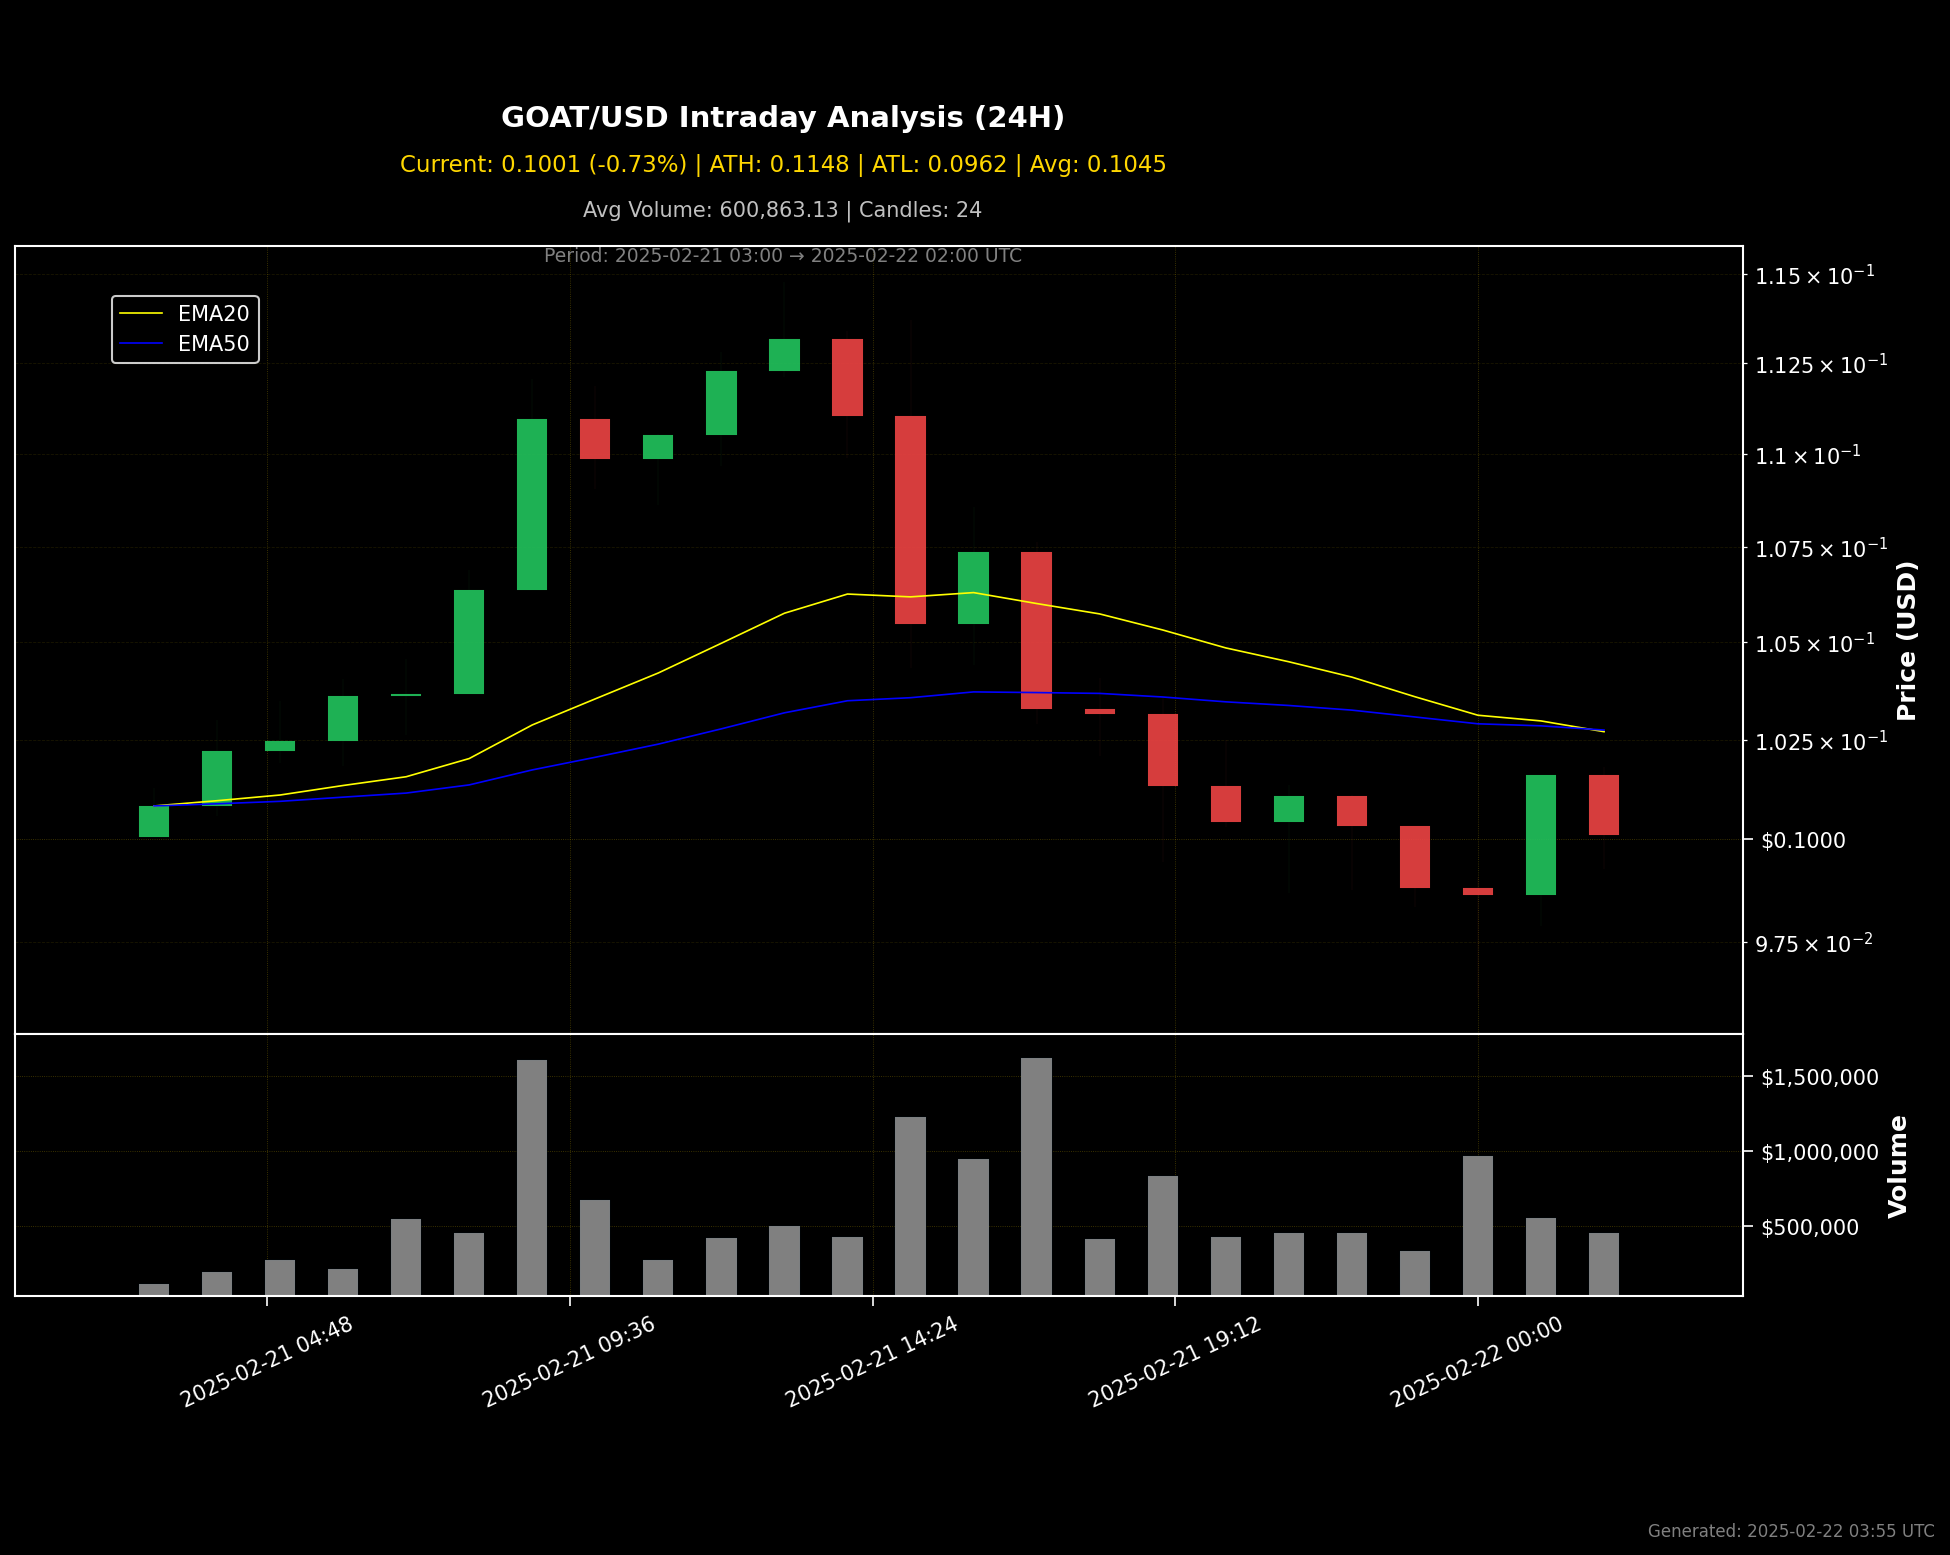 GOAT/USD Intraday Analysis (24H)
Current: 0.1001 (-0.73%) | ATH: 0.1148 | ATL: 0.0962 | Avg: 0.1045
Avg Volume: 600,863.13 | Candles: 24
Period: 2025-02-21 03:00 → 2025-02-22 02:00 UTC
EMA20
EMA50
1.15 × 10⁻¹
1.125 × 10⁻¹
1.1 × 10⁻¹
1.075 × 10⁻¹
1.05 × 10⁻¹
1.025 × 10⁻¹
$0.1000
9.75 × 10⁻²
Price (USD)
$1,500,000
$1,000,000
$500,000
Volume
2025-02-21 04:48
2025-02-21 09:36
2025-02-21 14:24
2025-02-21 19:12
2025-02-22 00:00
Generated: 2025-02-22 03:55 UTC